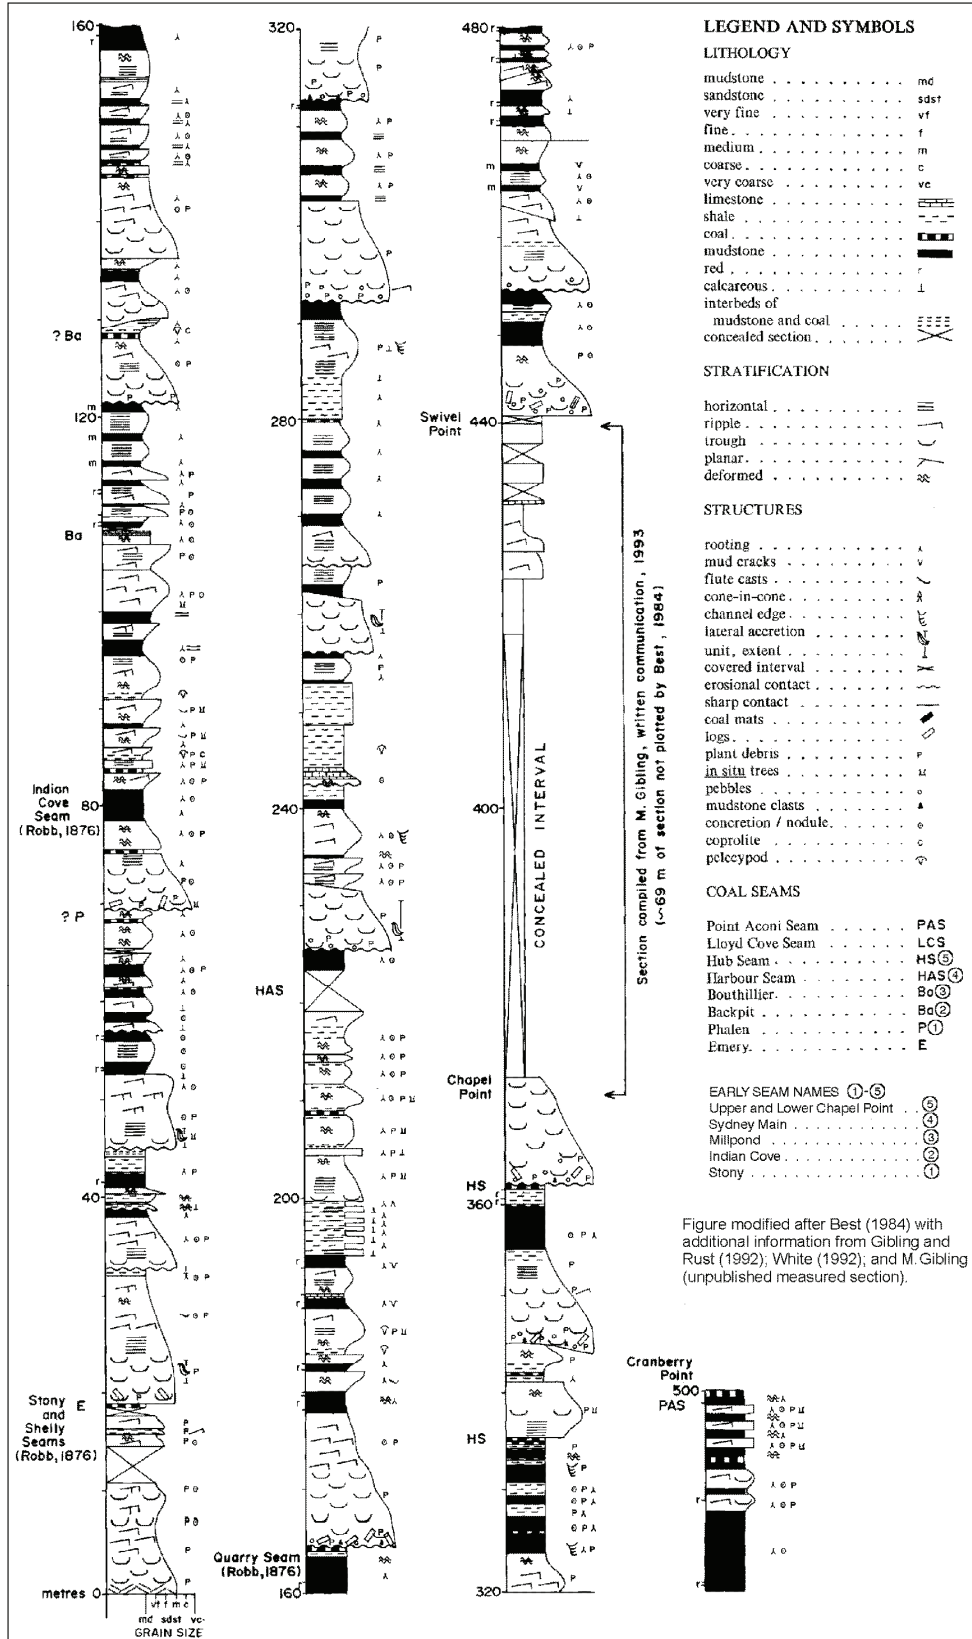 160
? Ba
120
Ba
Indian
Cove
Seam
(Robb,1876)
80
? P
40
E
Stony
and
Shelly
Seams
(Robb,1876)
metres 0
md
vf
f
m
c
vc
sdst
GRAIN SIZE
320
280
240
HAS
200
Quarry Seam
(Robb,1876)
160
480
Swivel
Point
440
400
CONCEALED INTERVAL
Section compiled from M. Gibling, written communication, 1993
(~69 m of section not plotted by Best, 1984)
Chapel
Point
HS
360
HS
320
Cranberry
Point
500
PAS
LEGEND AND SYMBOLS
LITHOLOGY
mudstone . . . . . . . . . . . md
sandstone . . . . . . . . . . . sdst
very fine . . . . . . . . . . . vf
fine . . . . . . . . . . . f
medium . . . . . . . . . . . m
coarse . . . . . . . . . . . c
very coarse . . . . . . . . . . . vc
limestone
shale
coal
mudstone
red . . . . . . . . . . . r
calcareous
interbeds of
mudstone and coal
concealed section
STRATIFICATION
horizontal
ripple
trough
planar
deformed
STRUCTURES
rooting
mud cracks
flute casts
cone-in-cone
channel edge
lateral accretion
unit, extent
covered interval
erosional contact
sharp contact
coal mats
logs
plant debris . . . . . . . . . . . P
in situ trees
pebbles
mudstone clasts
concretion / nodule
coprolite . . . . . . . . . . . c
pelecypod
COAL SEAMS
Point Aconi Seam . . . . . . . PAS
Lloyd Cove Seam . . . . . . . LCS
Hub Seam . . . . . . . HS⑤
Harbour Seam . . . . . . . HAS④
Bouthillier . . . . . . . Bo③
Backpit . . . . . . . Ba②
Phalen . . . . . . . P①
Emery . . . . . . . E
EARLY SEAM NAMES ①-⑤
Upper and Lower Chapel Point . . ⑤
Sydney Main . . . . . . . ④
Millpond . . . . . . . ③
Indian Cove . . . . . . . ②
Stony . . . . . . . ①
Figure modified after Best (1984) with
additional information from Gibling and
Rust (1992); White (1992); and M. Gibling
(unpublished measured section).